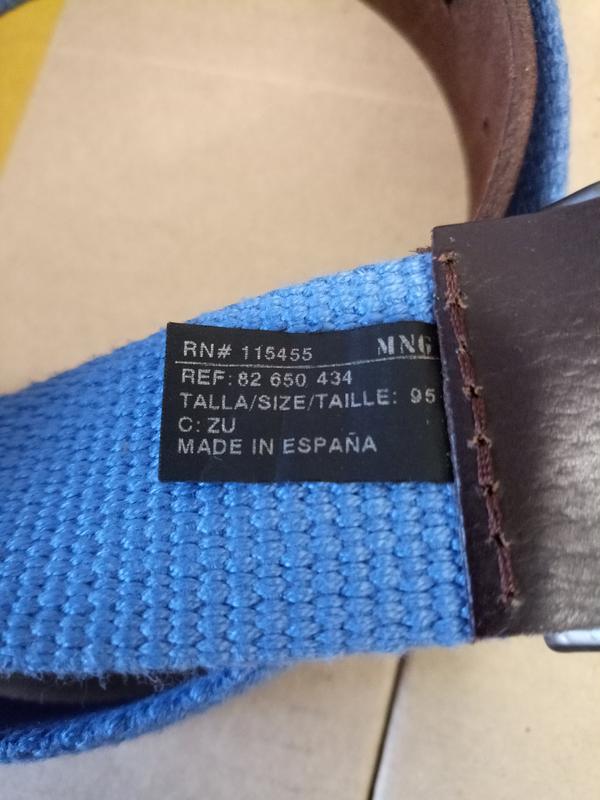 RN# 115455 MNG
REF: 82 650 434
TALLA/SIZE/TAILLE: 95
C: ZU
MADE IN ESPAÑA